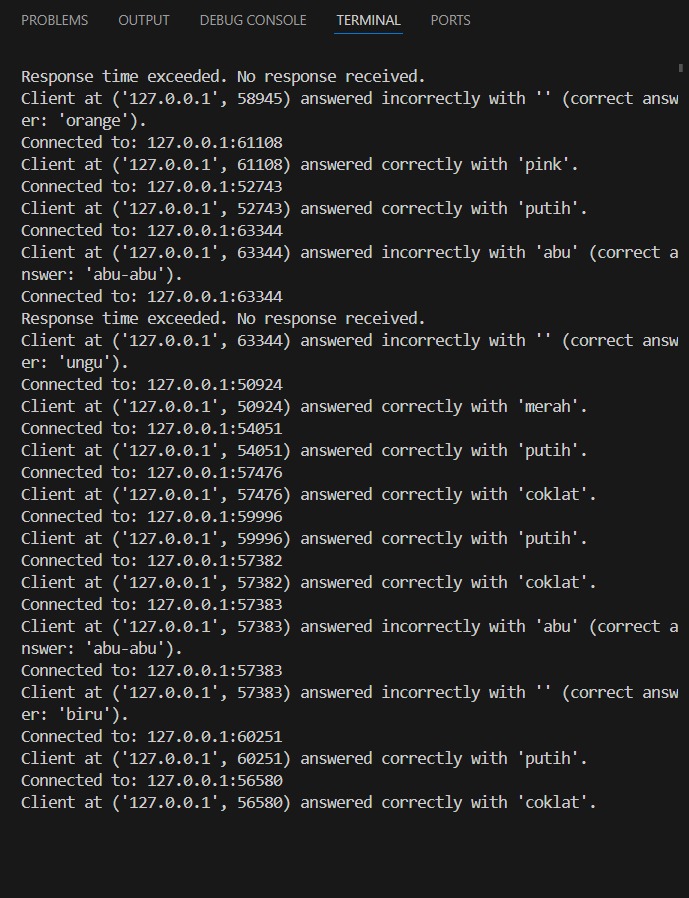 PROBLEMS OUTPUT DEBUG CONSOLE TERMINAL PORTS
Response time exceeded. No response received.
Client at ('127.0.0.1', 58945) answered incorrectly with '' (correct answ
er: 'orange').
Connected to: 127.0.0.1:61108
Client at ('127.0.0.1', 61108) answered correctly with 'pink'.
Connected to: 127.0.0.1:52743
Client at ('127.0.0.1', 52743) answered correctly with 'putih'.
Connected to: 127.0.0.1:63344
Client at ('127.0.0.1', 63344) answered incorrectly with 'abu' (correct a
nswer: 'abu-abu').
Connected to: 127.0.0.1:63344
Response time exceeded. No response received.
Client at ('127.0.0.1', 63344) answered incorrectly with '' (correct answ
er: 'ungu').
Connected to: 127.0.0.1:50924
Client at ('127.0.0.1', 50924) answered correctly with 'merah'.
Connected to: 127.0.0.1:54051
Client at ('127.0.0.1', 54051) answered correctly with 'putih'.
Connected to: 127.0.0.1:57476
Client at ('127.0.0.1', 57476) answered correctly with 'coklat'.
Connected to: 127.0.0.1:59996
Client at ('127.0.0.1', 59996) answered correctly with 'putih'.
Connected to: 127.0.0.1:57382
Client at ('127.0.0.1', 57382) answered correctly with 'coklat'.
Connected to: 127.0.0.1:57383
Client at ('127.0.0.1', 57383) answered incorrectly with 'abu' (correct a
nswer: 'abu-abu').
Connected to: 127.0.0.1:57383
Client at ('127.0.0.1', 57383) answered incorrectly with '' (correct answ
er: 'biru').
Connected to: 127.0.0.1:60251
Client at ('127.0.0.1', 60251) answered correctly with 'putih'.
Connected to: 127.0.0.1:56580
Client at ('127.0.0.1', 56580) answered correctly with 'coklat'.